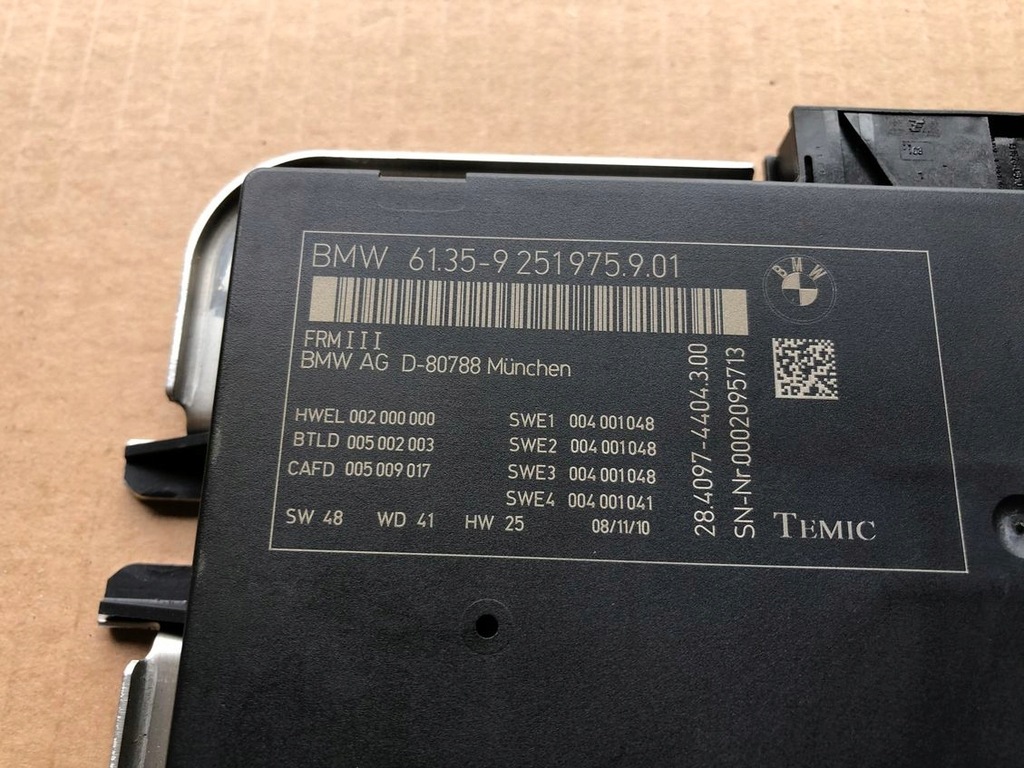 BMW 61.35-9 251975.9.01
BMW
FRM III
BMW AG D-80788 München
HWEL 002 000 000
BTLD 005 002 003
CAFD 005 009 017
SWE1 004 001048
SWE2 004 001048
SWE3 004 001048
SWE4 004 001041
SW 48 WD 41 HW 25 08/11/10
28.4097-4404.3.00
SN-Nr.0002095713
TEMIC